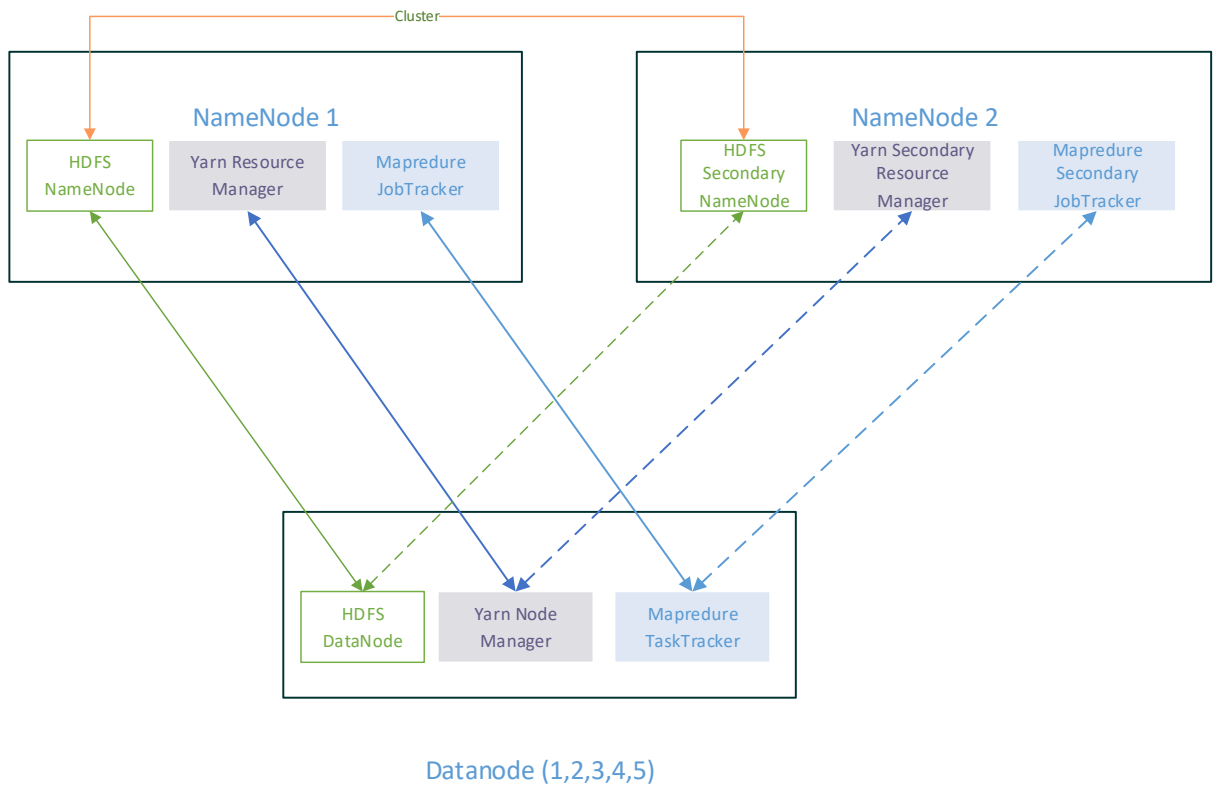 Cluster
NameNode 1
HDFS
NameNode
Yarn Resource
Manager
Mapredure
JobTracker
NameNode 2
HDFS
Secondary
NameNode
Yarn Secondary
Resource
Manager
Mapredure
Secondary
JobTracker
HDFS
DataNode
Yarn Node
Manager
Mapredure
TaskTracker
Datanode (1,2,3,4,5)